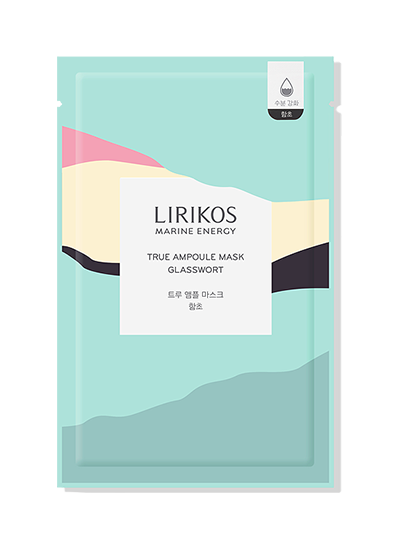 수분 강화
함초
LIRIKOS
MARINE ENERGY
TRUE AMPOULE MASK
GLASSWORT
트루 앰플 마스크
함초